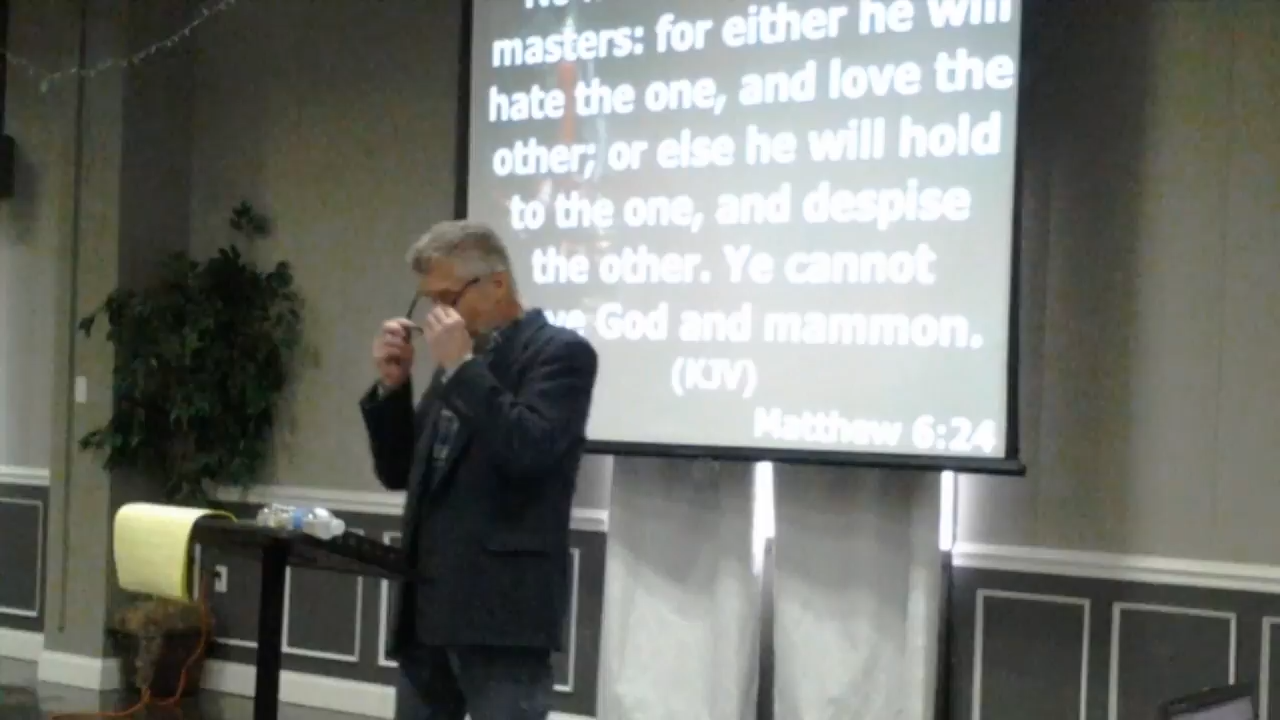 masters: for either he will
hate the one, and love the
other; or else he will hold
to the one, and despise
the other. Ye cannot
God and mammon.
(KJV)
Matthew 6:24